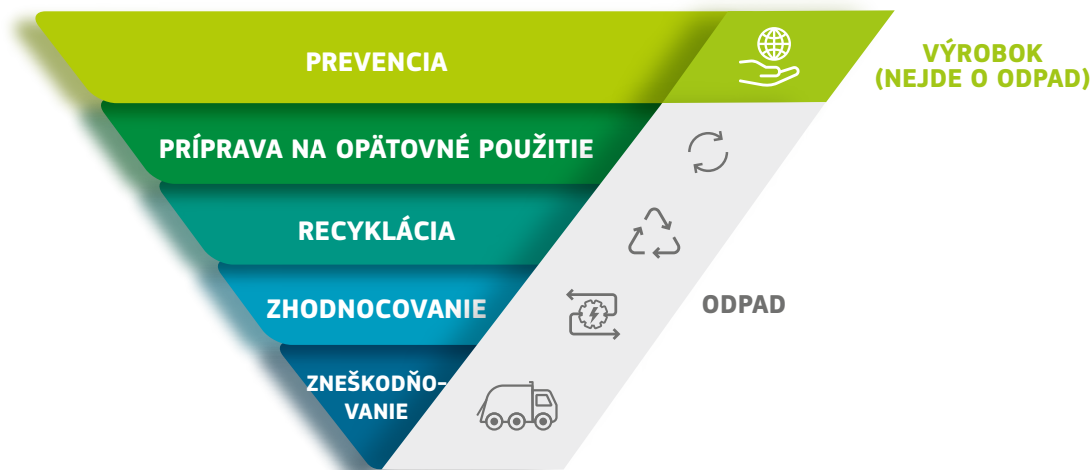 PREVENCIA
VÝROBOK
(NEJDE O ODPAD)
PRÍPRAVA NA OPÄTOVNÉ POUŽITIE
RECYKLÁCIA
ZHODNOCOVANIE
ODPAD
ZNEŠKODŇO-
VANIE